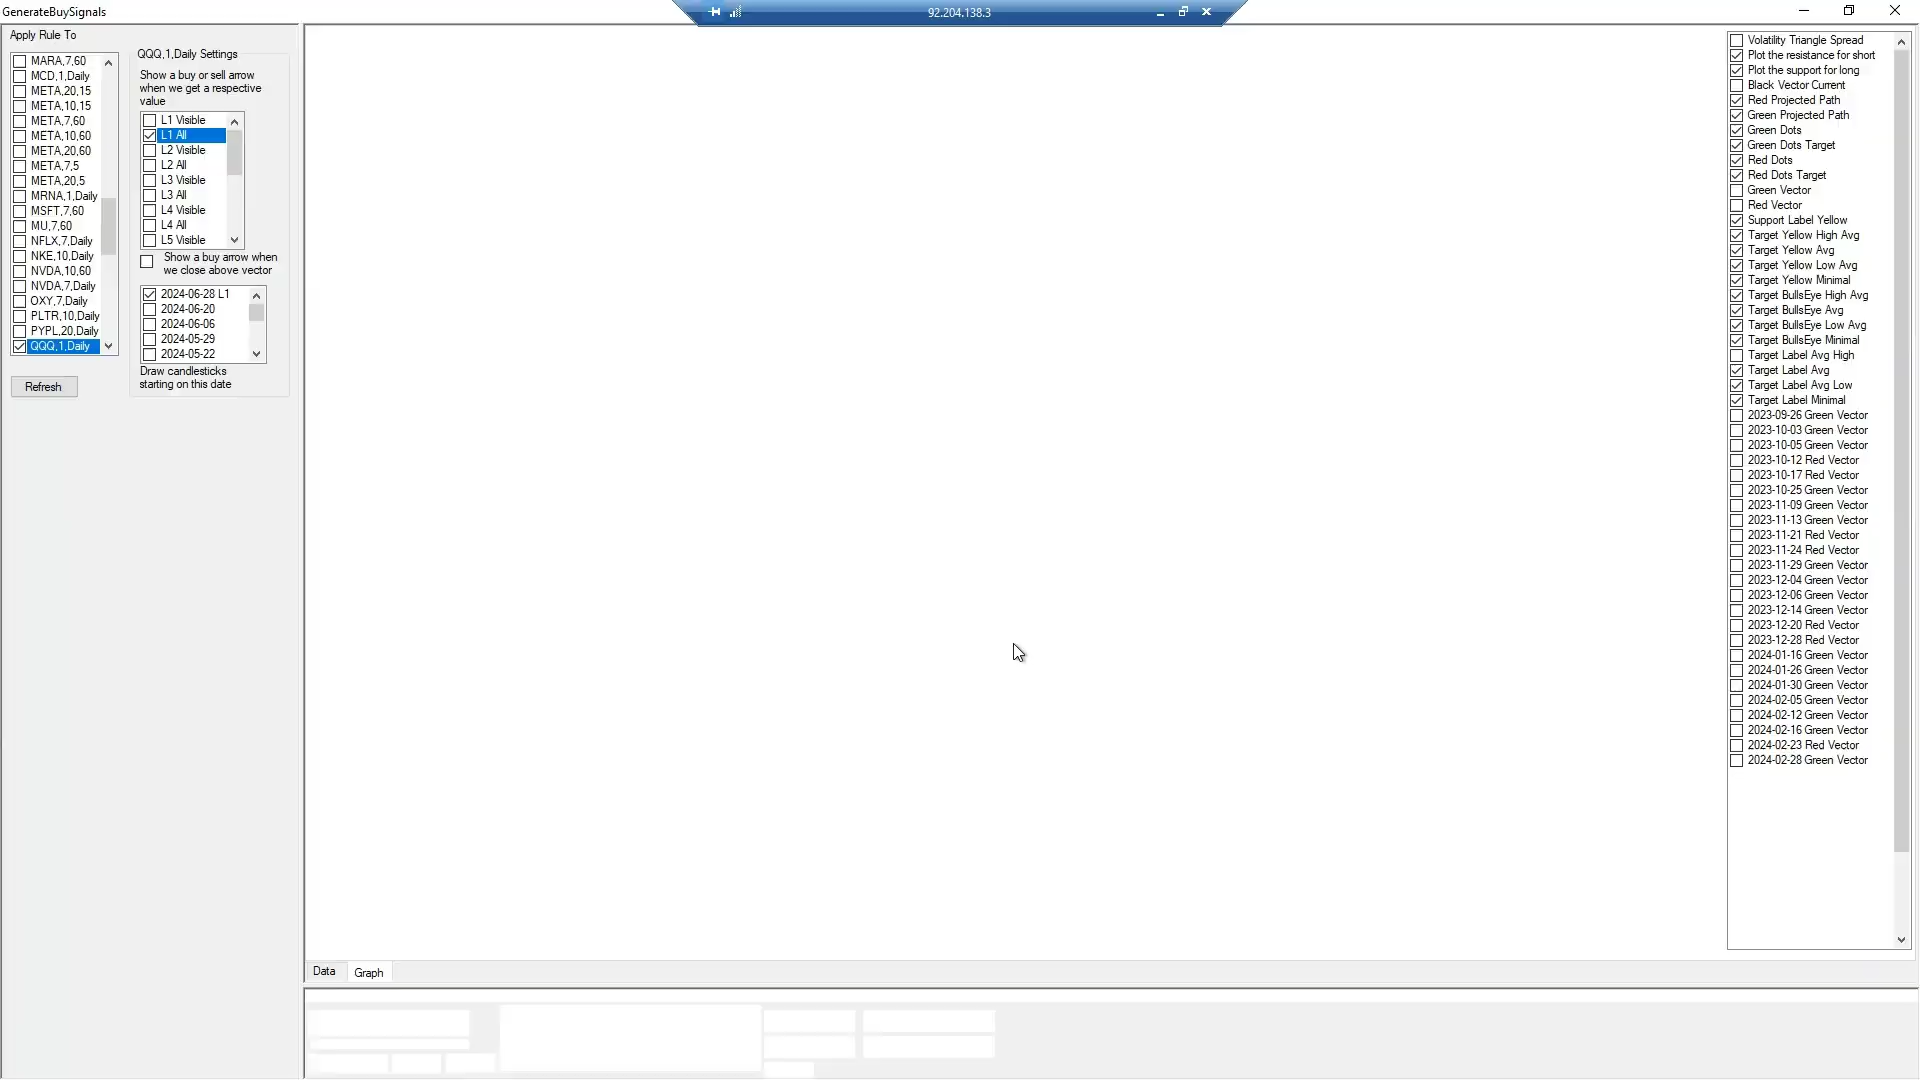 GenerateBuySignals
92.204.138.3
Apply Rule To
MARA,7,60
MCD,1,Daily
META,20,15
META,10,15
META,7,60
META,10,60
META,20,60
META,7,5
META,20,5
MRNA,1,Daily
MSFT,7,60
MU,7,60
NFLX,7,Daily
NKE,10,Daily
NVDA,10,60
NVDA,7,Daily
OXY,7,Daily
PLTR,10,Daily
PYPL,20,Daily
QQQ,1,Daily
Refresh
QQQ,1,Daily Settings
Show a buy or sell arrow
when we get a respective
value
L1 Visible
L1 All
L2 Visible
L2 All
L3 Visible
L3 All
L4 Visible
L4 All
L5 Visible
Show a buy arrow when
we close above vector
2024-06-28 L1
2024-06-20
2024-06-06
2024-05-29
2024-05-22
Draw candlesticks
starting on this date
Data
Graph
Volatility Triangle Spread
Plot the resistance for short
Plot the support for long
Black Vector Current
Red Projected Path
Green Projected Path
Green Dots
Green Dots Target
Red Dots
Red Dots Target
Green Vector
Red Vector
Support Label Yellow
Target Yellow High Avg
Target Yellow Avg
Target Yellow Low Avg
Target Yellow Minimal
Target BullsEye High Avg
Target BullsEye Avg
Target BullsEye Low Avg
Target BullsEye Minimal
Target Label Avg High
Target Label Avg
Target Label Avg Low
Target Label Minimal
2023-09-26 Green Vector
2023-10-03 Green Vector
2023-10-05 Green Vector
2023-10-12 Red Vector
2023-10-17 Red Vector
2023-10-25 Green Vector
2023-11-09 Green Vector
2023-11-13 Green Vector
2023-11-21 Red Vector
2023-11-24 Red Vector
2023-11-29 Green Vector
2023-12-04 Green Vector
2023-12-06 Green Vector
2023-12-14 Green Vector
2023-12-20 Red Vector
2023-12-28 Red Vector
2024-01-16 Green Vector
2024-01-26 Green Vector
2024-01-30 Green Vector
2024-02-05 Green Vector
2024-02-12 Green Vector
2024-02-16 Green Vector
2024-02-23 Red Vector
2024-02-28 Green Vector